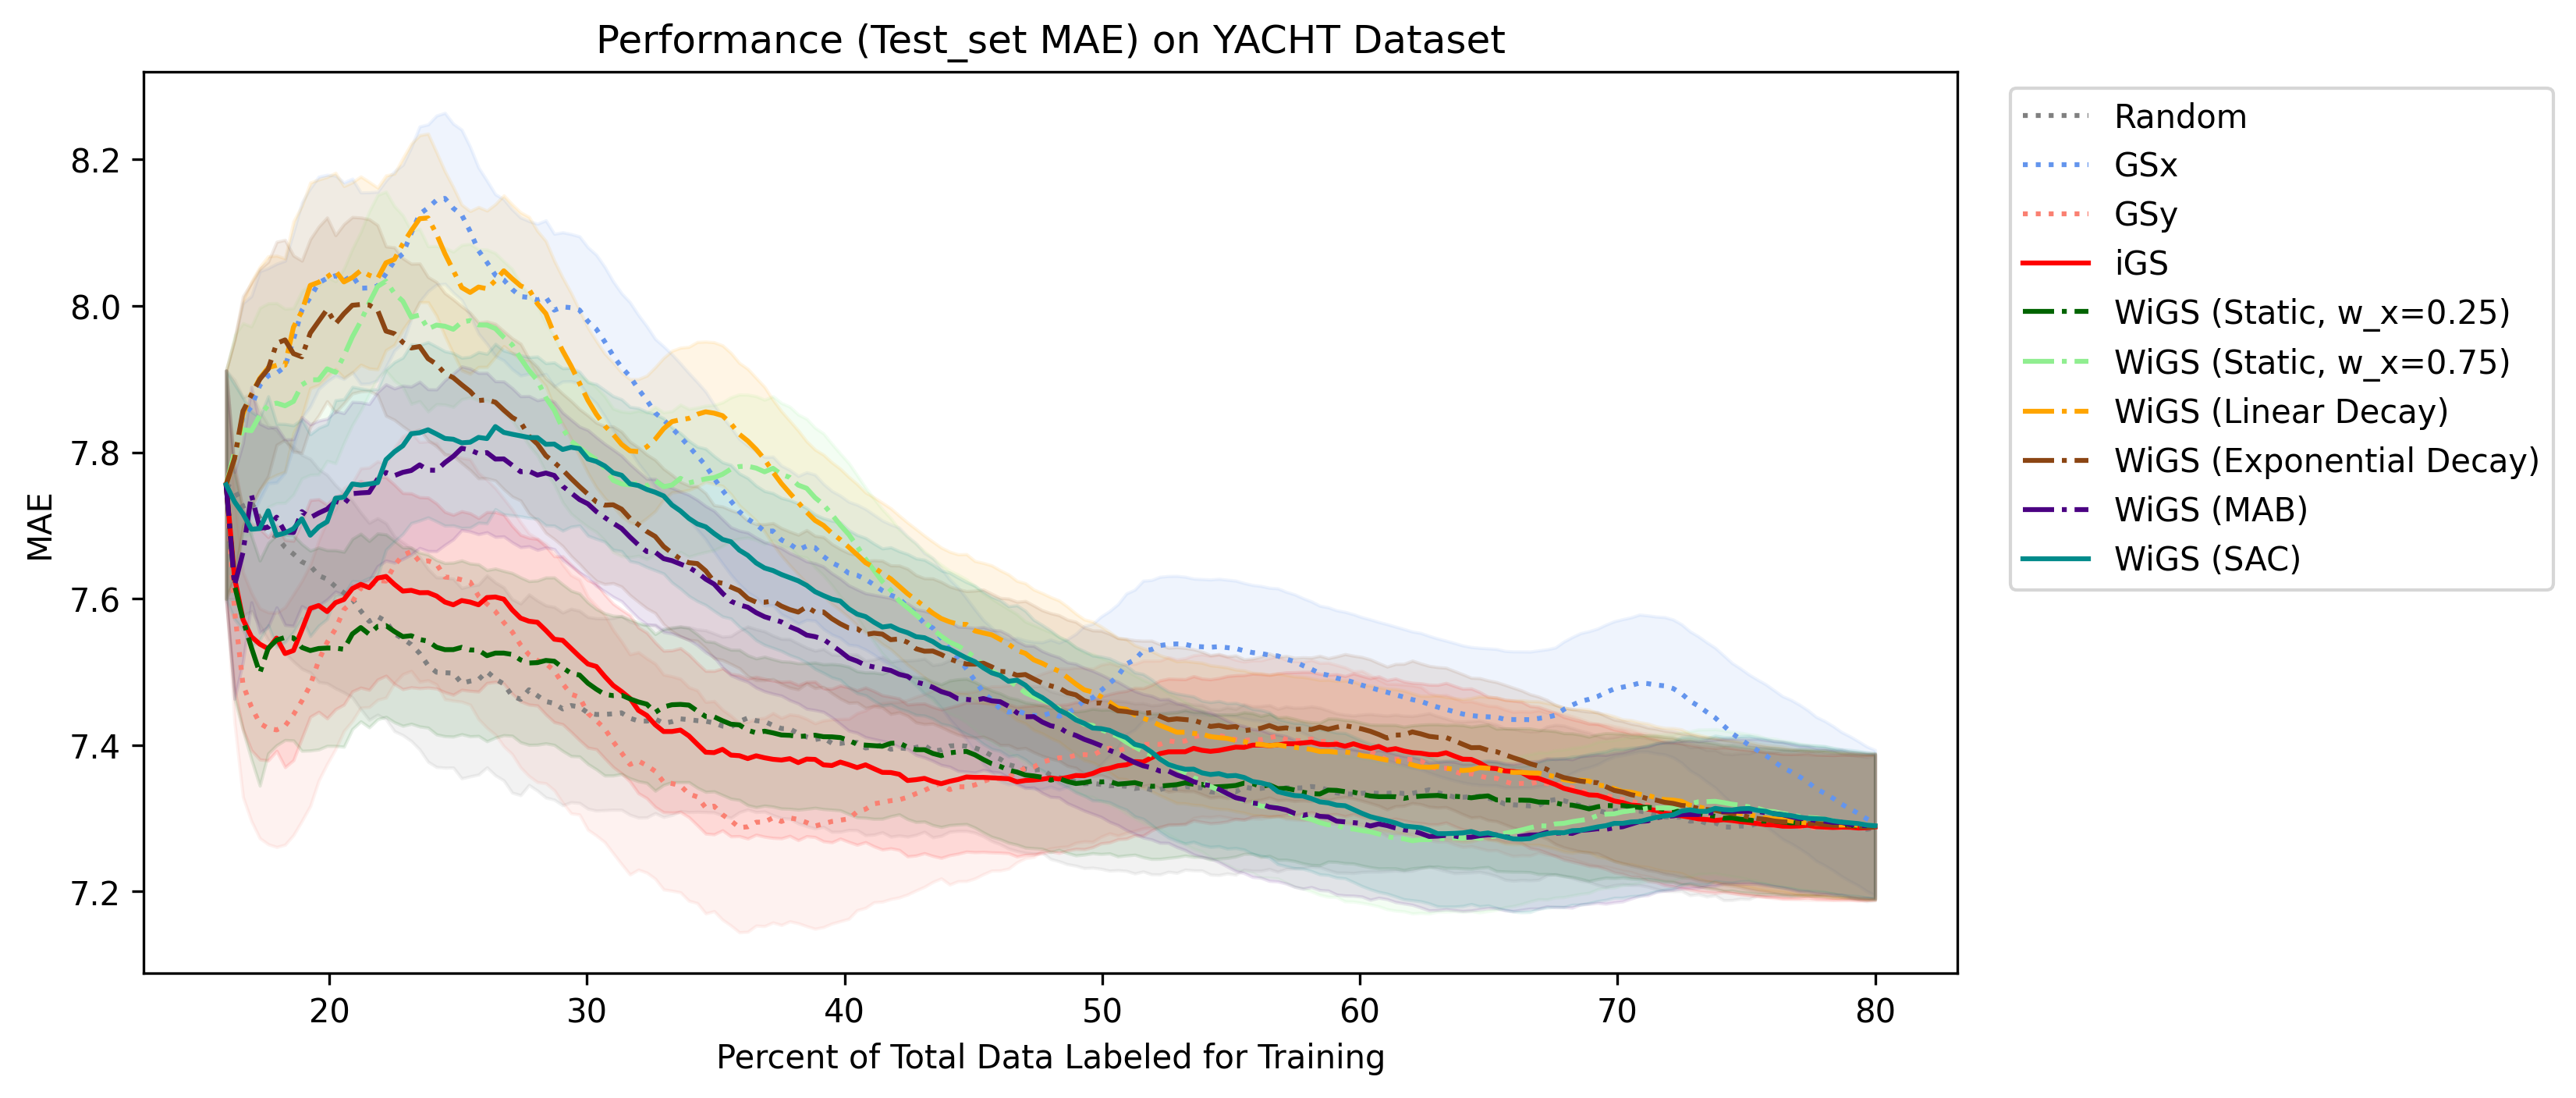 Performance (Test_set MAE) on YACHT Dataset
MAE
8.2
8.0
7.8
7.6
7.4
7.2
20
30
40
50
60
70
80
Percent of Total Data Labeled for Training
Random
GSx
GSy
iGS
WiGS (Static, w_x=0.25)
WiGS (Static, w_x=0.75)
WiGS (Linear Decay)
WiGS (Exponential Decay)
WiGS (MAB)
WiGS (SAC)